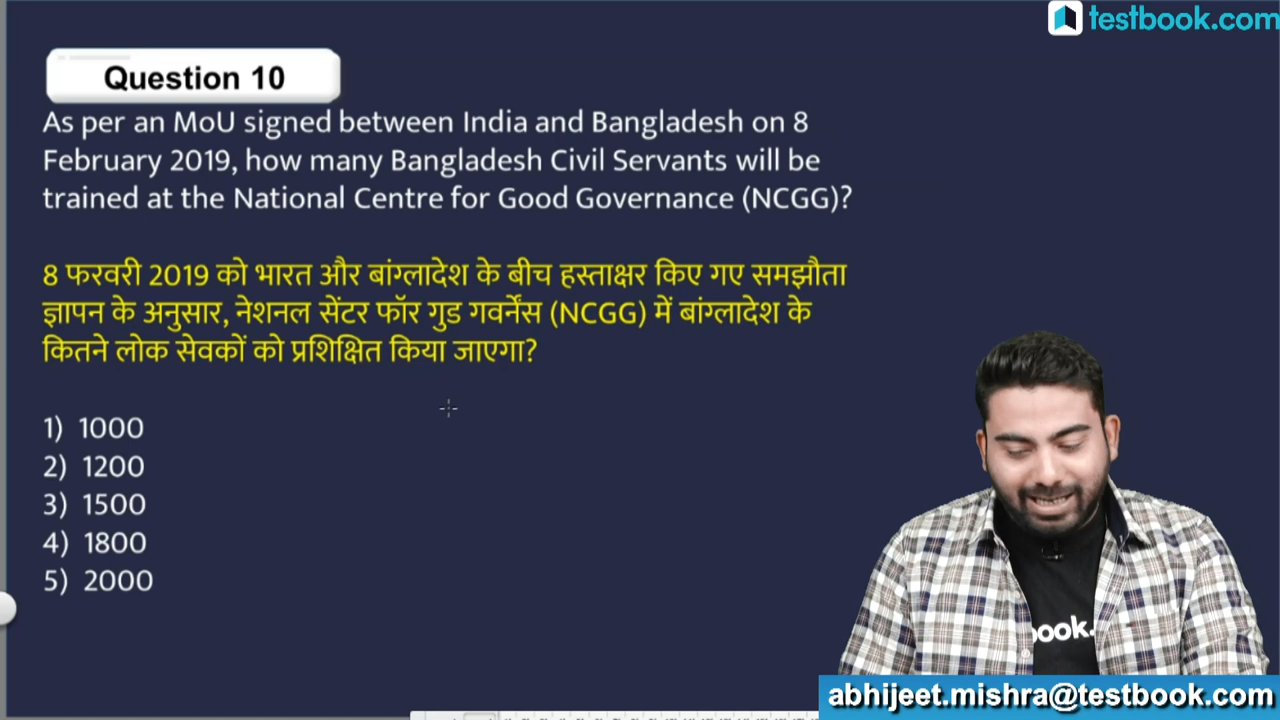 testbook.com
Question 10
As per an MoU signed between India and Bangladesh on 8
February 2019, how many Bangladesh Civil Servants will be
trained at the National Centre for Good Governance (NCGG)?
8 फरवरी 2019 को भारत और बांग्लादेश के बीच हस्ताक्षर किए गए समझौता
ज्ञापन के अनुसार, नेशनल सेंटर फॉर गुड गवर्नेंस (NCGG) में बांग्लादेश के
कितने लोक सेवकों को प्रशिक्षित किया जाएगा?
1) 1000
2) 1200
3) 1500
4) 1800
5) 2000
book.
abhijeet.mishra@testbook.com